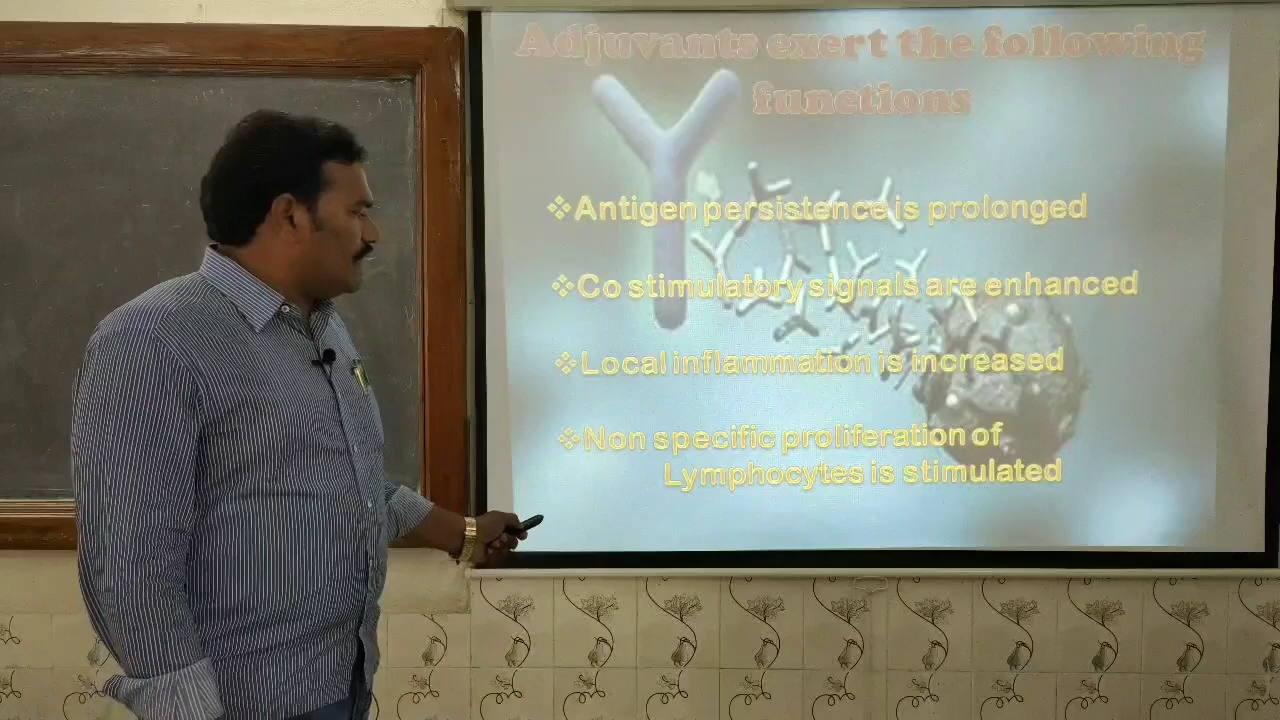 Adjuvants exert the following
functions
❖Antigen persistence is prolonged
❖Co stimulatory signals are enhanced
❖Local inflammation is increased
❖Non specific proliferation of
Lymphocytes is stimulated